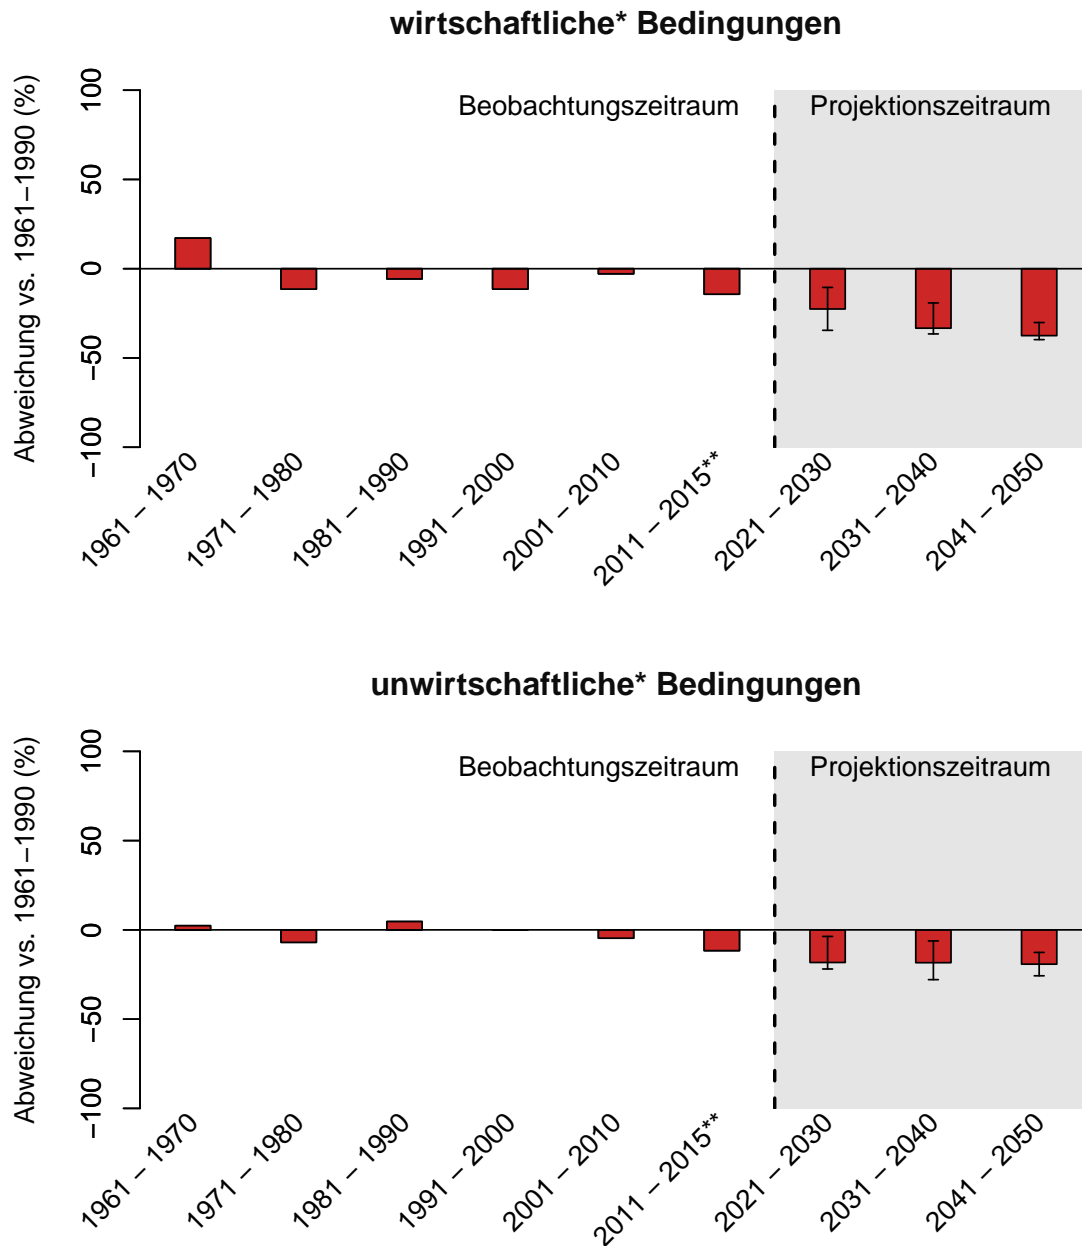 wirtschaftliche* Bedingungen
Abweichung vs. 1961–1990 (%)
100
50
0
−50
−100
Beobachtungszeitraum
Projektionszeitraum
1961 – 1970
1971 – 1980
1981 – 1990
1991 – 2000
2001 – 2010
2011 – 2015**
2021 – 2030
2031 – 2040
2041 – 2050
unwirtschaftliche* Bedingungen
Abweichung vs. 1961–1990 (%)
100
50
0
−50
−100
Beobachtungszeitraum
Projektionszeitraum
1961 – 1970
1971 – 1980
1981 – 1990
1991 – 2000
2001 – 2010
2011 – 2015**
2021 – 2030
2031 – 2040
2041 – 2050